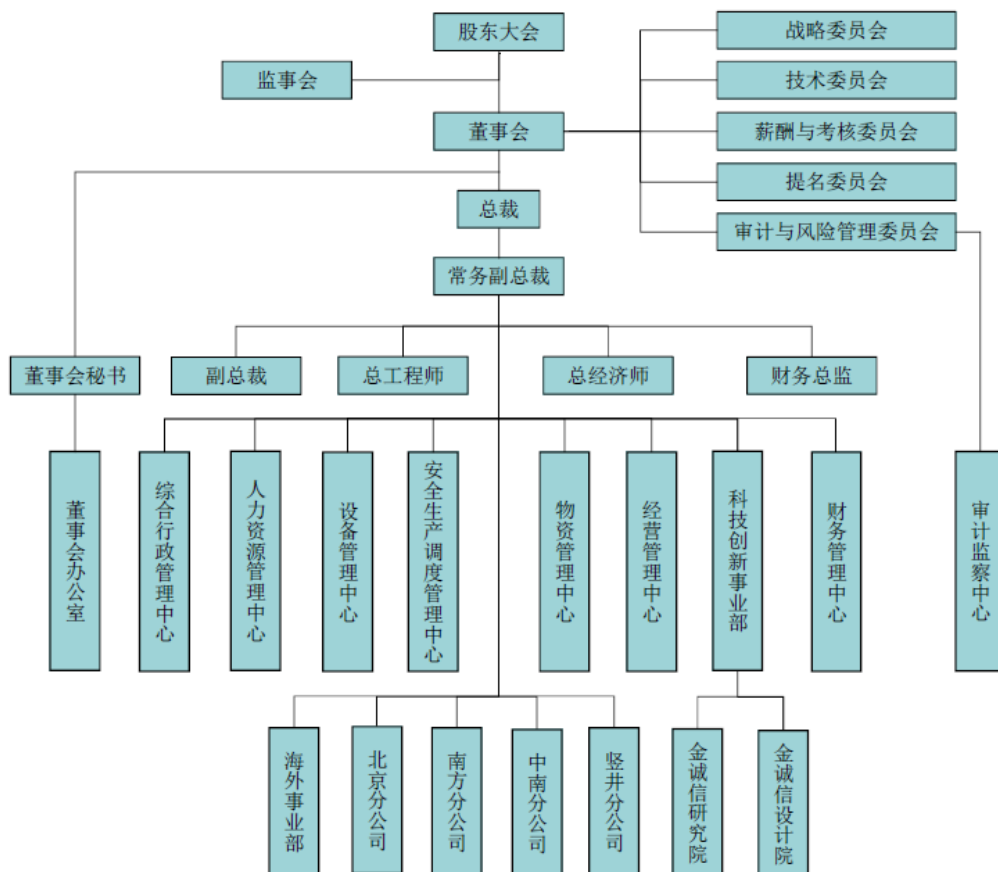 股东大会
战略委员会
监事会
技术委员会
董事会
薪酬与考核委员会
提名委员会
总裁
审计与风险管理委员会
常务副总裁
董事会秘书
副总裁
总工程师
总经济师
财务总监
董事会办公室
综合行政管理中心
人力资源管理中心
设备管理中心
安全生产调度管理中心
物资管理中心
经营管理中心
科技创新事业部
财务管理中心
审计监察中心
海外事业部
北京分公司
南方分公司
中南分公司
竖井分公司
金诚信研究院
金诚信设计院